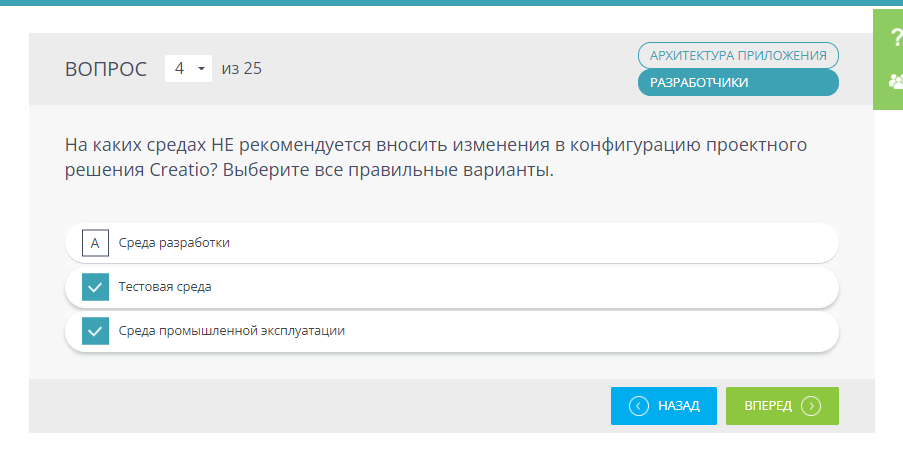 ВОПРОС 4 из 25
АРХИТЕКТУРА ПРИЛОЖЕНИЯ
РАЗРАБОТЧИКИ
?
На каких средах НЕ рекомендуется вносить изменения в конфигурацию проектного
решения Creatio? Выберите все правильные варианты.
A Среда разработки
Тестовая среда
Среда промышленной эксплуатации
НАЗАД ВПЕРЕД